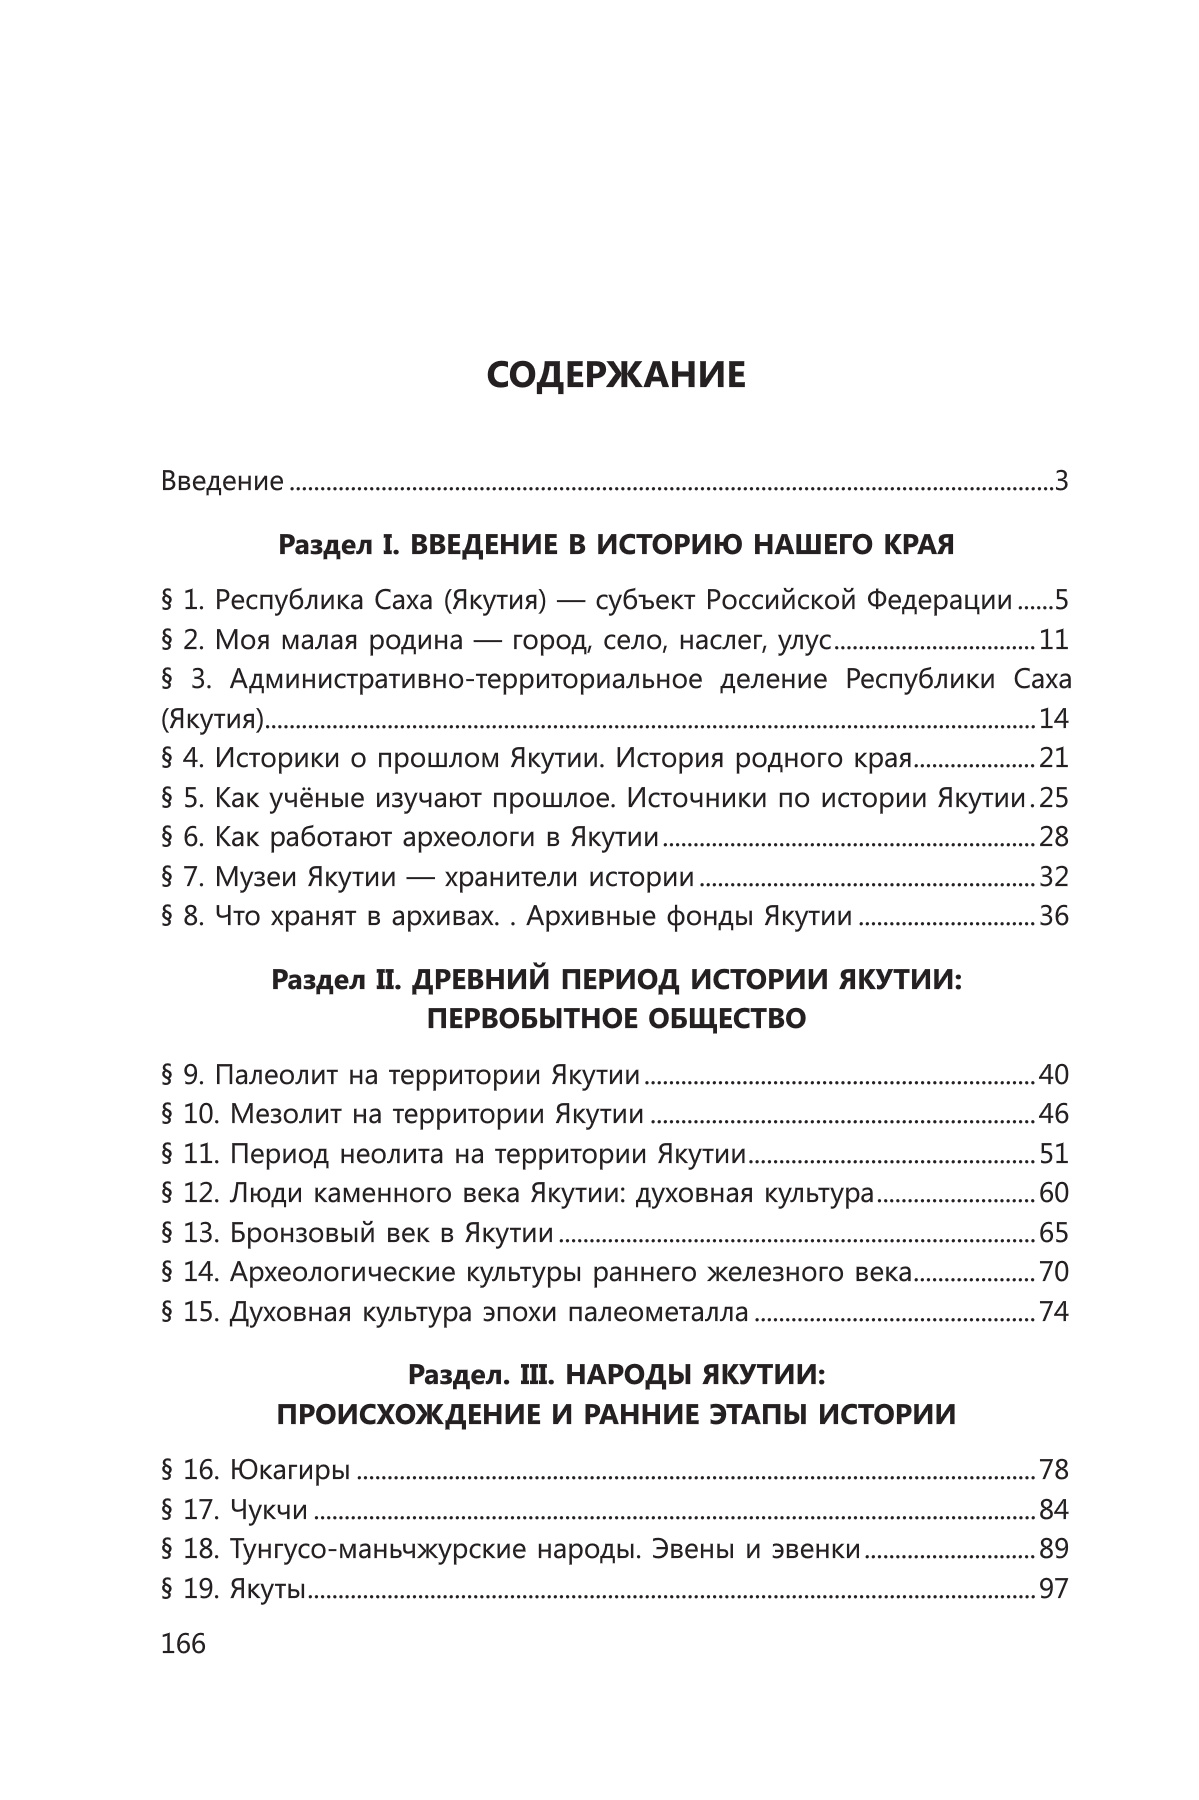 СОДЕРЖАНИЕ
Введение ........................................................................................................3
Раздел I. ВВЕДЕНИЕ В ИСТОРИЮ НАШЕГО КРАЯ
§ 1. Республика Саха (Якутия) — субъект Российской Федерации ......5
§ 2. Моя малая родина — город, село, наслег, улус.................................11
§ 3. Административно-территориальное деление Республики Саха
(Якутия)..............................................................................................................14
§ 4. Историки о прошлом Якутии. История родного края....................21
§ 5. Как учёные изучают прошлое. Источники по истории Якутии.25
§ 6. Как работают археологи в Якутии ..........................................................28
§ 7. Музеи Якутии — хранители истории .....................................................32
§ 8. Что хранят в архивах. . Архивные фонды Якутии ............................36
Раздел II. ДРЕВНИЙ ПЕРИОД ИСТОРИИ ЯКУТИИ:
ПЕРВОБЫТНОЕ ОБЩЕСТВО
§ 9. Палеолит на территории Якутии ..............................................................40
§ 10. Мезолит на территории Якутии ..............................................................46
§ 11. Период неолита на территории Якутии...............................................51
§ 12. Люди каменного века Якутии: духовная культура..........................60
§ 13. Бронзовый век в Якутии ............................................................................65
§ 14. Археологические культуры раннего железного века....................70
§ 15. Духовная культура эпохи палеометалла .............................................74
Раздел. III. НАРОДЫ ЯКУТИИ:
ПРОИСХОЖДЕНИЕ И РАННИЕ ЭТАПЫ ИСТОРИИ
§ 16. Юкагиры .............................................................................................................78
§ 17. Чукчи ....................................................................................................................84
§ 18. Тунгусо-маньчжурские народы. Эвены и эвенки............................89
§ 19. Якуты.....................................................................................................................97
166